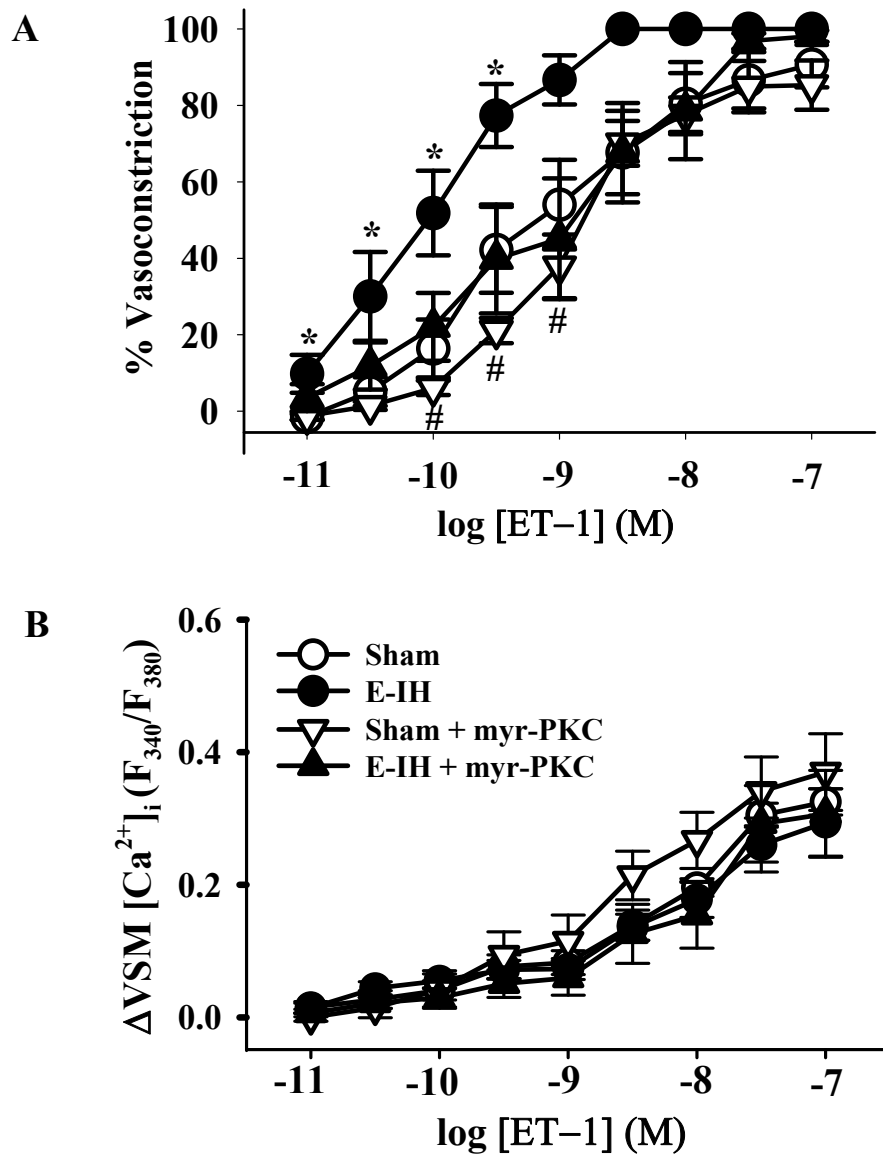 A
% Vasoconstriction
100
80
60
40
20
0
*
*
*
*
#
#
#
-11
-10
-9
-8
-7
log [ET−1] (M)
B
ΔVSM [Ca2+]i (F340/F380)
0.6
0.4
0.2
0.0
Sham
E-IH
Sham + myr-PKC
E-IH + myr-PKC
-11
-10
-9
-8
-7
log [ET−1] (M)